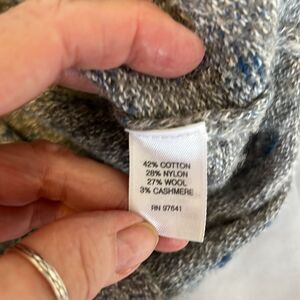 42% COTTON
28% NYLON
27% WOOL
3% CASHMERE
RN 97641